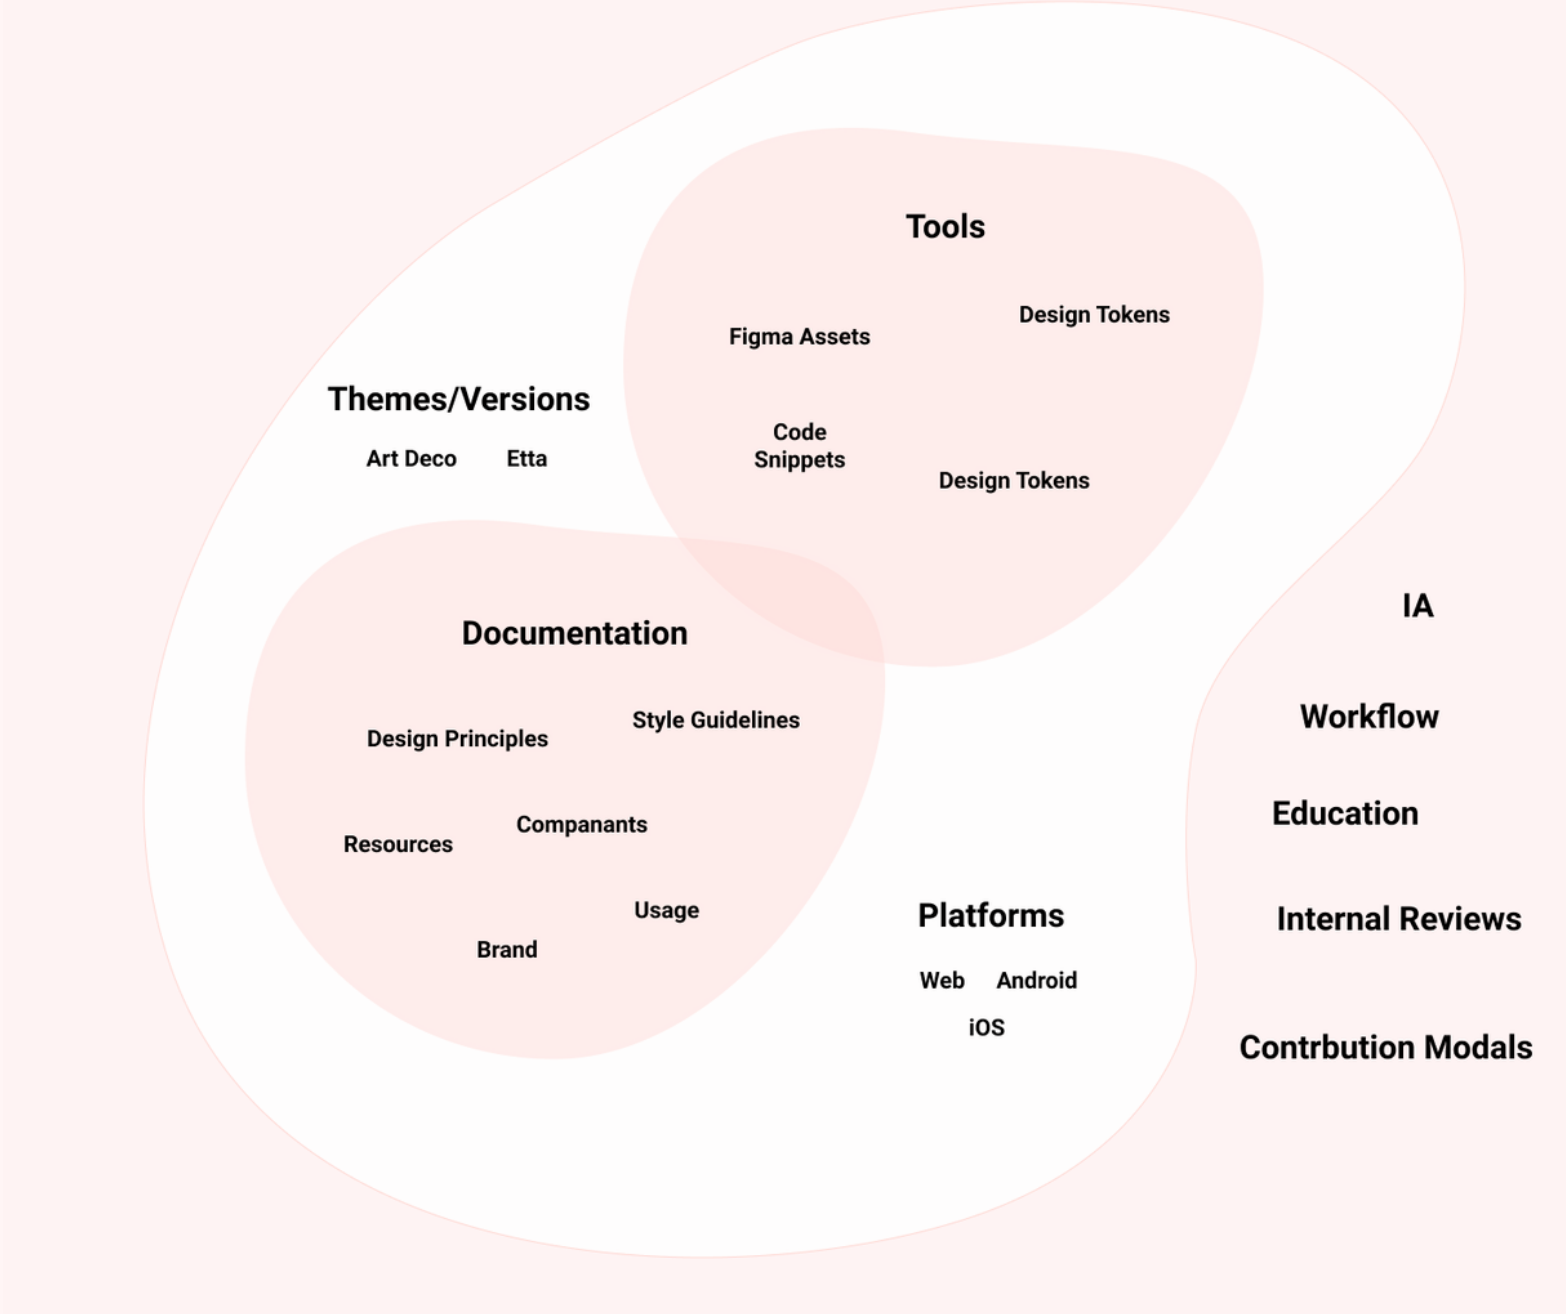 Tools
Design Tokens
Figma Assets
Code
Snippets
Design Tokens
Themes/Versions
Art Deco Etta
Documentation
Style Guidelines
Design Principles
Companants
Resources
Usage
Brand
Platforms
Web Android
iOS
IA
Workflow
Education
Internal Reviews
Contrbution Modals